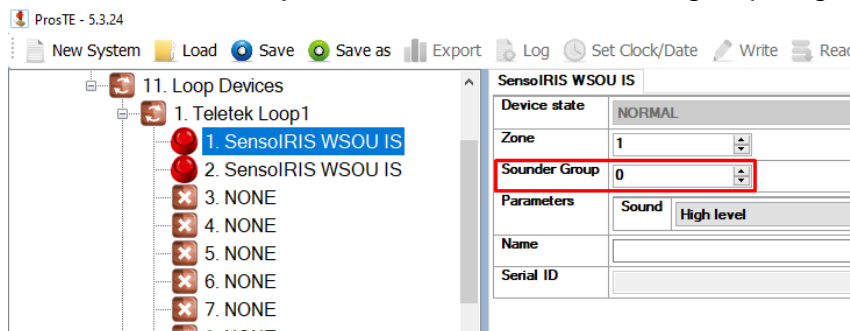 ProsTE - 5.3.24
New System Load Save Save as Export Log Set Clock/Date Write Read
11. Loop Devices
1. Teletek Loop1
1. SensoIRIS WSOU IS
2. SensoIRIS WSOU IS
3. NONE
4. NONE
5. NONE
6. NONE
7. NONE
SensoIRIS WSOU IS
Device state NORMAL
Zone 1
Sounder Group 0
Parameters Sound High level
Name
Serial ID